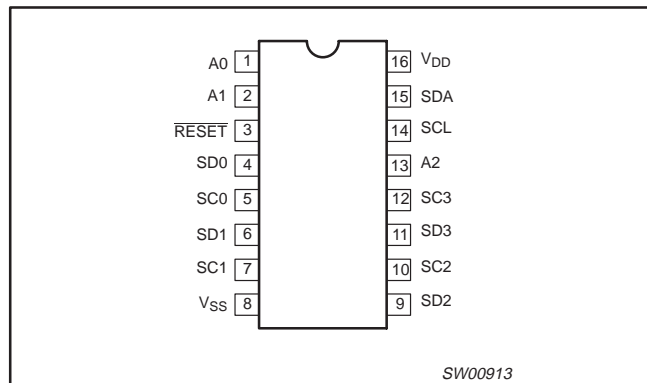 A0 1 16 VDD
A1 2 15 SDA
RESET 3 14 SCL
SD0 4 13 A2
SC0 5 12 SC3
SD1 6 11 SD3
SC1 7 10 SC2
VSS 8 9 SD2
SW00913